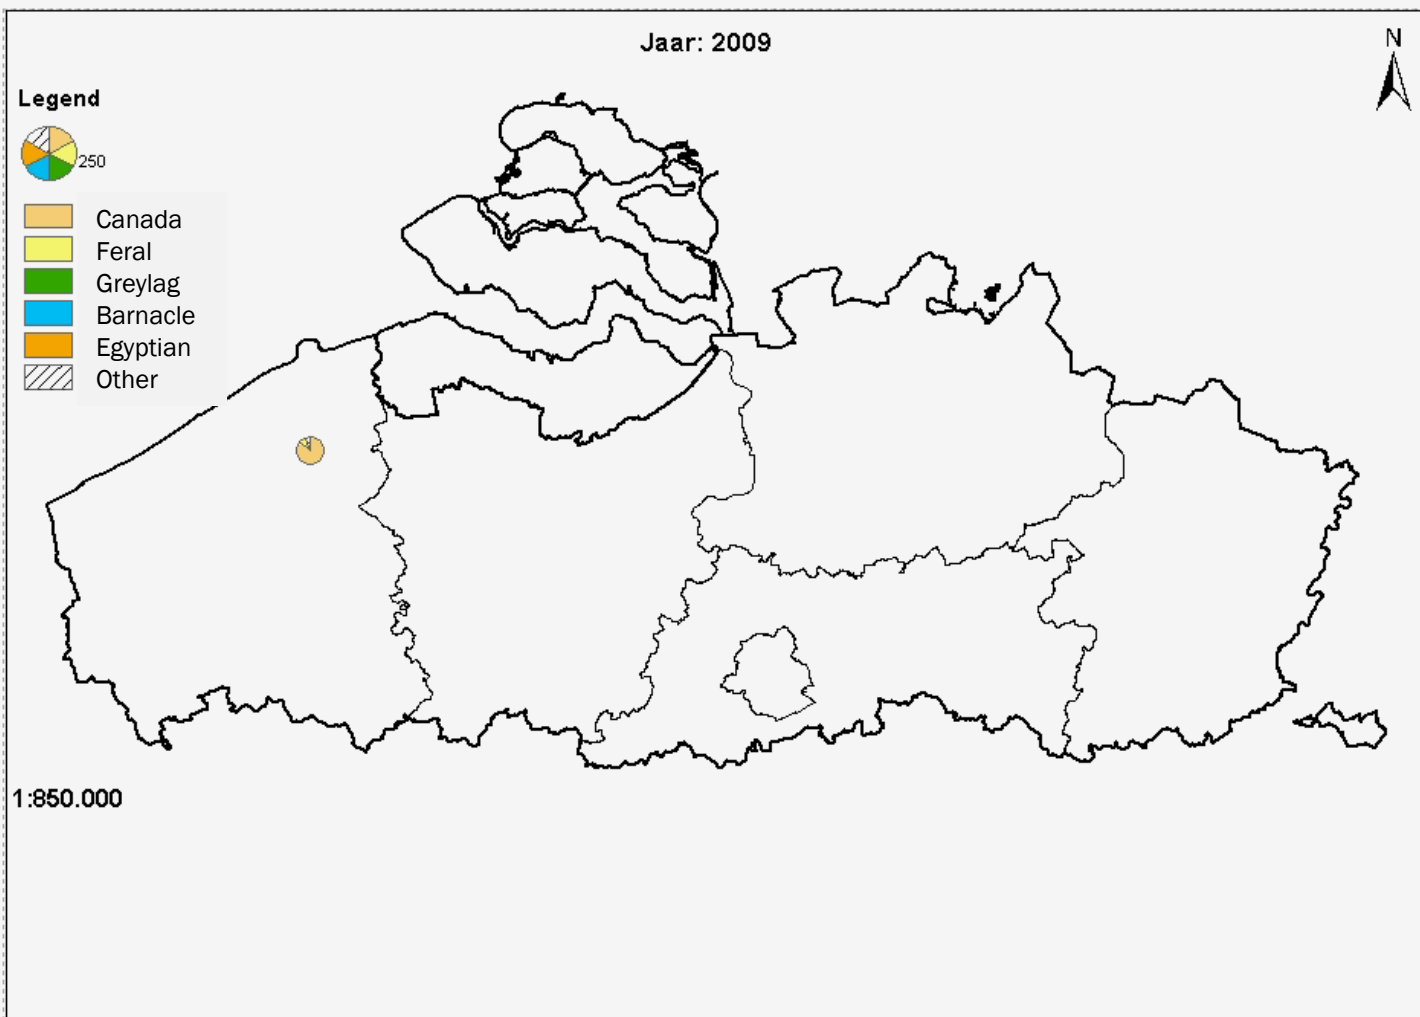 Jaar: 2009
N
Legend
250
Canada
Feral
Greylag
Barnacle
Egyptian
Other
1:850.000